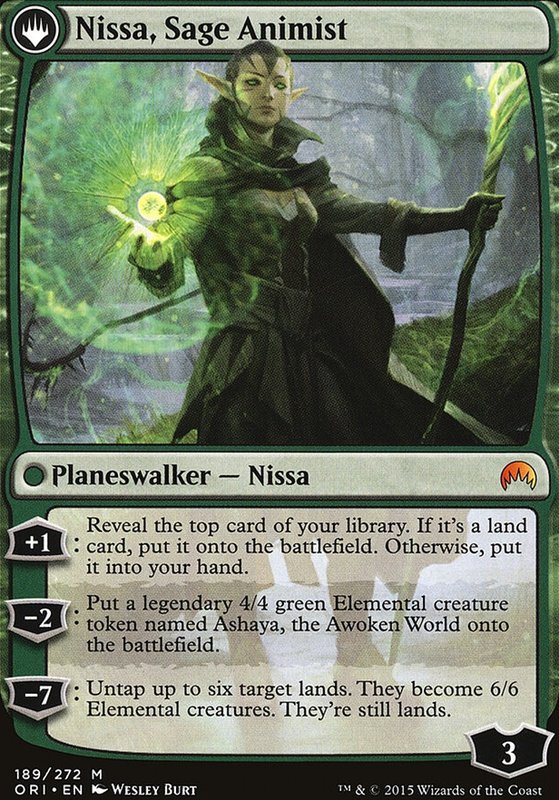 Nissa, Sage Animist
Planeswalker — Nissa
+1: Reveal the top card of your library. If it's a land
card, put it onto the battlefield. Otherwise, put
it into your hand.
-2: Put a legendary 4/4 green Elemental creature
token named Ashaya, the Awoken World onto
the battlefield.
-7: Untap up to six target lands. They become 6/6
Elemental creatures. They're still lands.
3
189/272 M
ORI • EN Wesley Burt
™ & © 2015 Wizards of the Coast